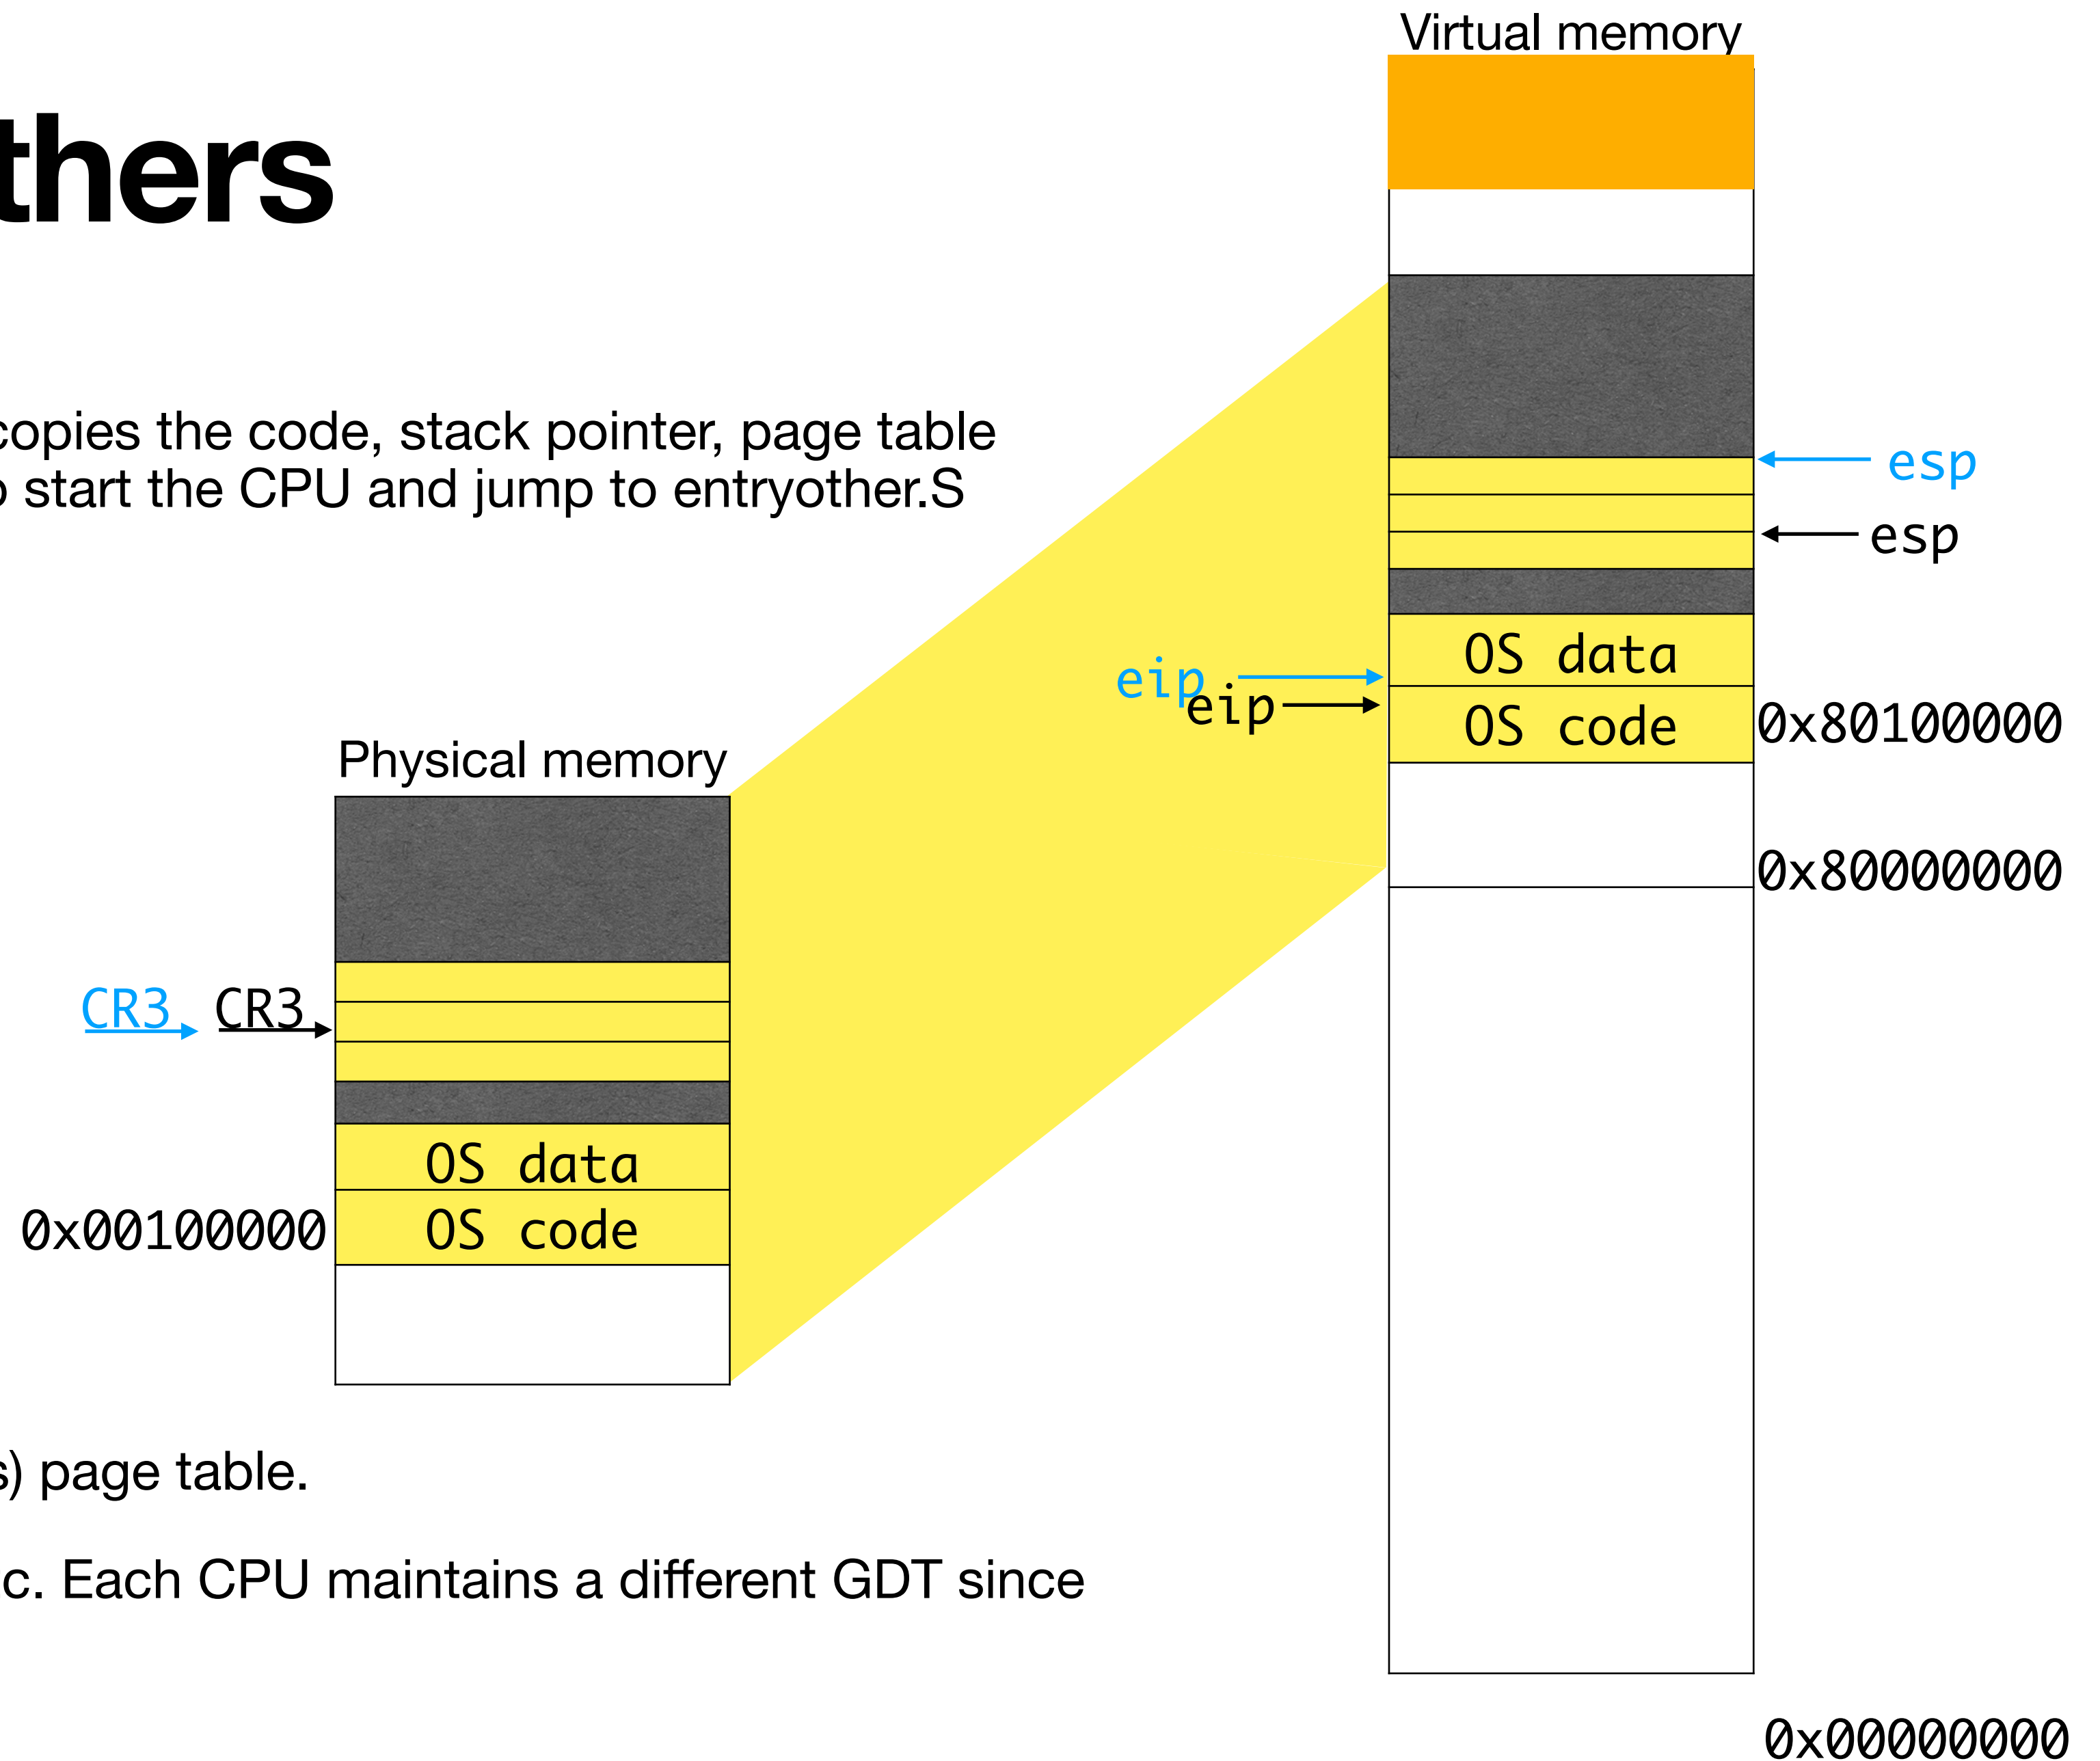 Virtual memory
thers
copies the code, stack pointer, page table
start the CPU and jump to entryother.S
esp
esp
OS data
eip
eip
OS code
0x80100000
Physical memory
0x80000000
CR3 CR3
OS data
0x00100000
OS code
s) page table.
c. Each CPU maintains a different GDT since
0x00000000